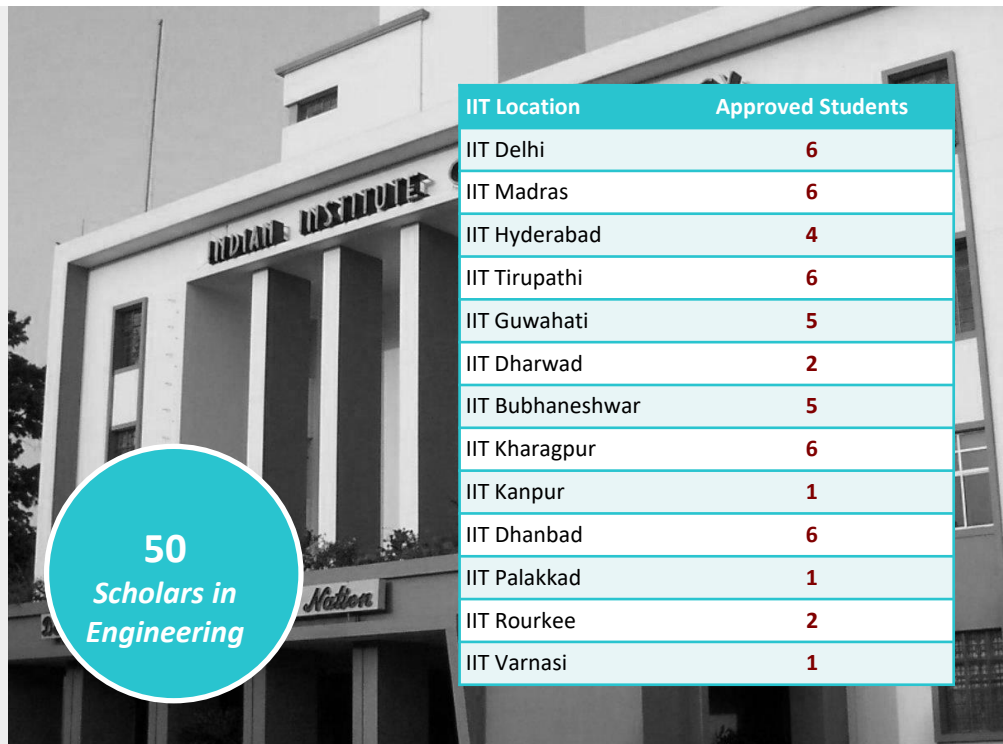 INDIAN INSTITUTE
IIT Location Approved Students
IIT Delhi 6
IIT Madras 6
IIT Hyderabad 4
IIT Tirupathi 6
IIT Guwahati 5
IIT Dharwad 2
IIT Bubhaneshwar 5
IIT Kharagpur 6
IIT Kanpur 1
IIT Dhanbad 6
IIT Palakkad 1
IIT Rourkee 2
IIT Varnasi 1
50
Scholars in
Engineering
Nation